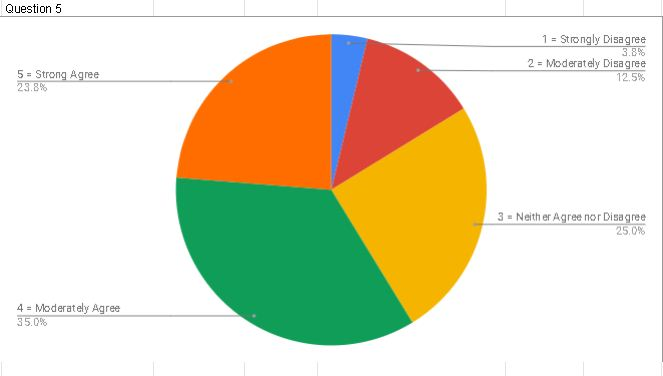 Question 5
1 = Strongly Disagree
3.8%
2 = Moderately Disagree
12.5%
5 = Strong Agree
23.8%
3 = Neither Agree nor Disagree
25.0%
4 = Moderately Agree
35.0%